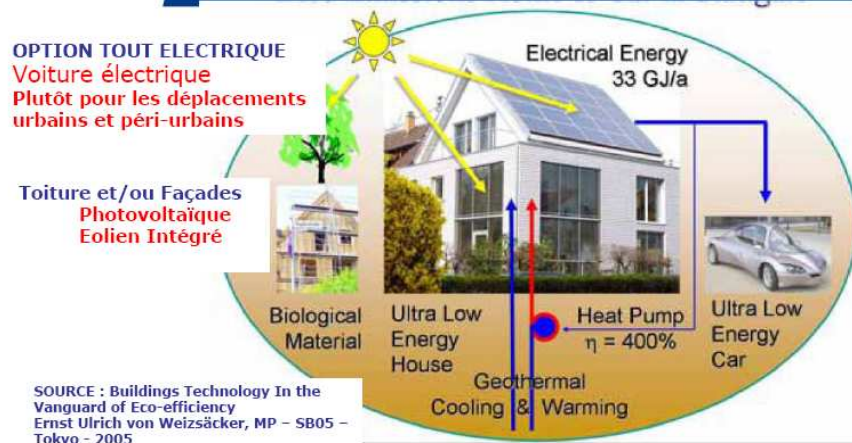 OPTION TOUT ELECTRIQUE
Voiture électrique
Plutôt pour les déplacements
urbains et péri-urbains
Toiture et/ou Façades
Photovoltaïque
Eolien Intégré
Electrical Energy
33 GJ/a
Biological
Material
Ultra Low
Energy
House
Heat Pump
η = 400%
Ultra Low
Energy
Car
Geothermal
Cooling & Warming
SOURCE : Buildings Technology In the
Vanguard of Eco-efficiency
Ernst Ulrich von Weizsäcker, MP – SB05 –
Tokyo - 2005